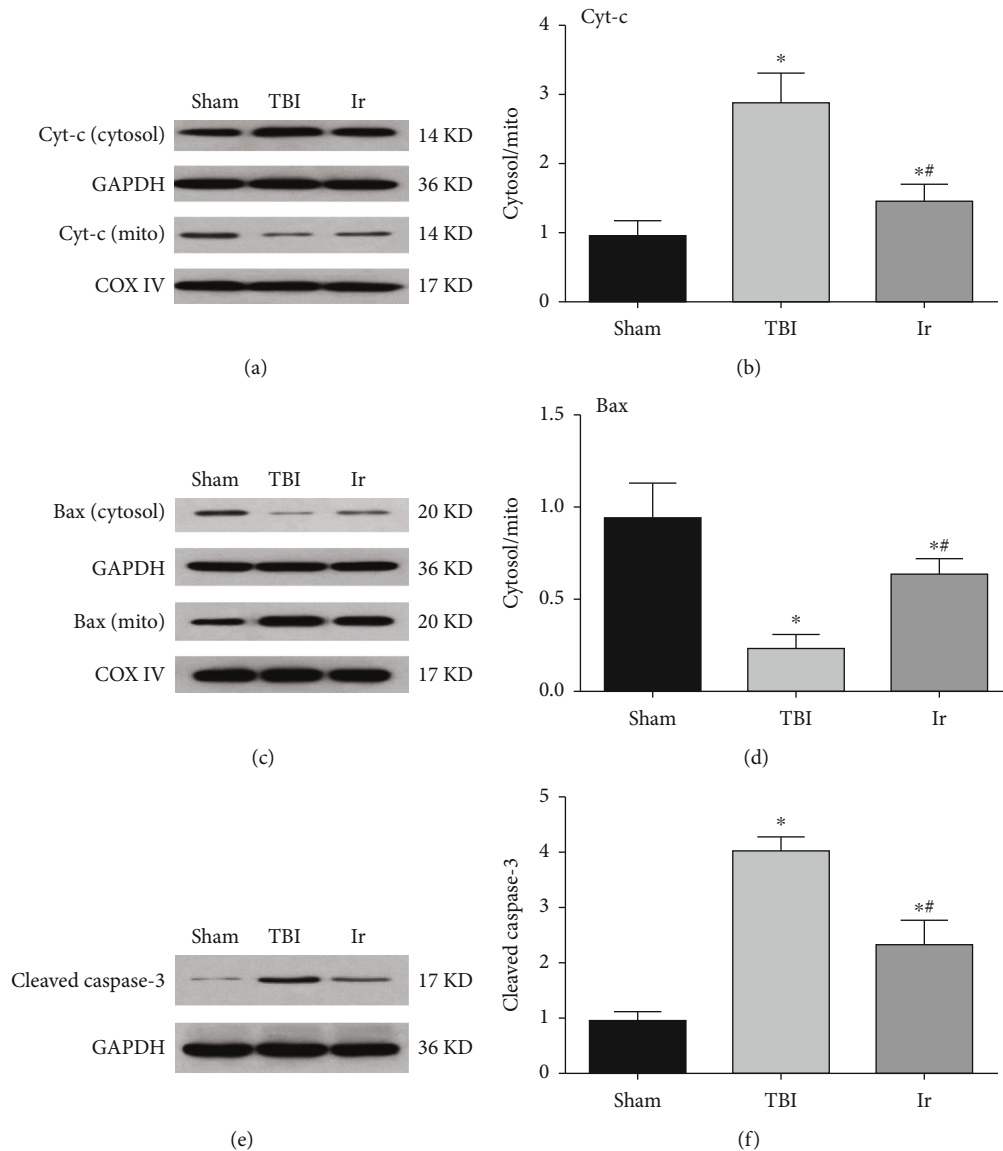 Sham TBI Ir
Cyt-c (cytosol) 14 KD
GAPDH 36 KD
Cyt-c (mito) 14 KD
COX IV 17 KD
(a)
Cyt-c
Cytosol/mito
4
3
2
1
0
*
*#
Sham TBI Ir
(b)
Sham TBI Ir
Bax (cytosol) 20 KD
GAPDH 36 KD
Bax (mito) 20 KD
COX IV 17 KD
(c)
Bax
Cytosol/mito
1.5
1.0
0.5
0.0
*
*#
Sham TBI Ir
(d)
Sham TBI Ir
Cleaved caspase-3 17 KD
GAPDH 36 KD
(e)
Cleaved caspase-3
5
4
3
2
1
0
*
*#
Sham TBI Ir
(f)